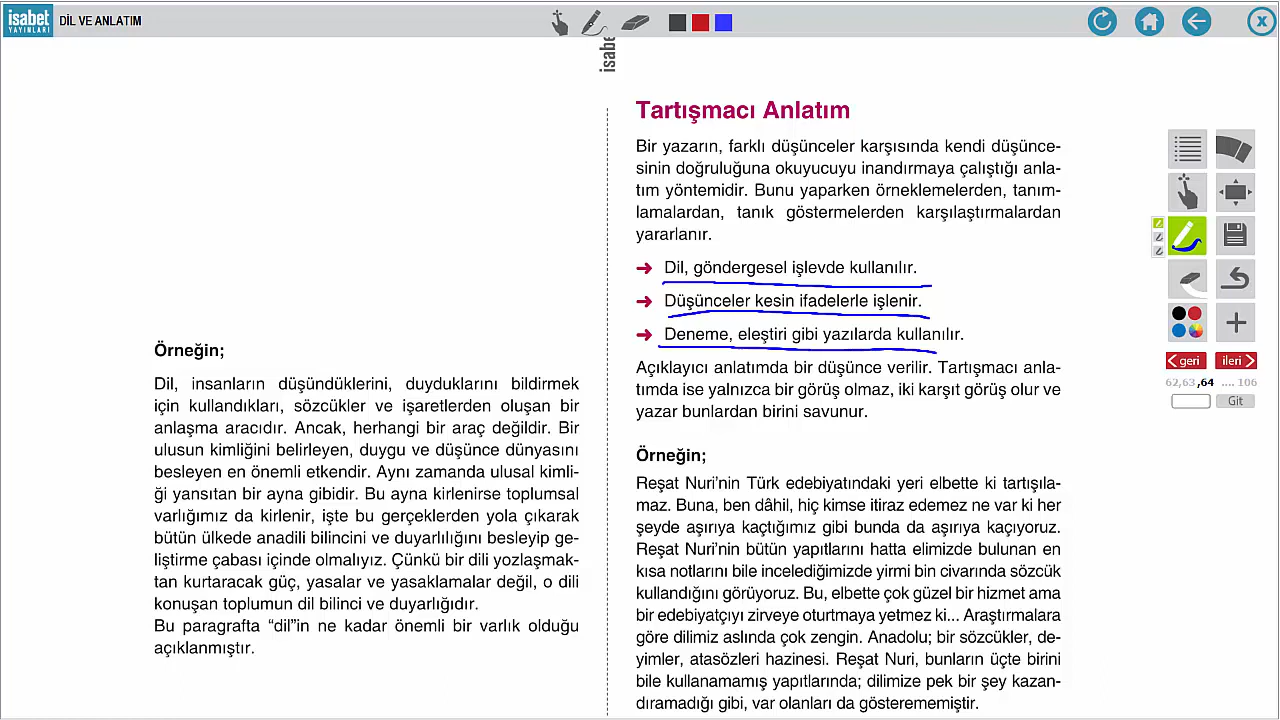 isabet
YAYINLARI
DİL VE ANLATIM
isabe
Örneğin;
Dil, insanların düşündüklerini, duyduklarını bildirmek
için kullandıkları, sözcükler ve işaretlerden oluşan bir
anlaşma aracıdır. Ancak, herhangi bir araç değildir. Bir
ulusun kimliğini belirleyen, duygu ve düşünce dünyasını
besleyen en önemli etkendir. Aynı zamanda ulusal kimli-
ği yansıtan bir ayna gibidir. Bu ayna kirlenirse toplumsal
varlığımız da kirlenir, işte bu gerçeklerden yola çıkarak
bütün ülkede anadili bilincini ve duyarlılığını besleyip ge-
liştirme çabası içinde olmalıyız. Çünkü bir dili yozlaşmak-
tan kurtaracak güç, yasalar ve yasaklamalar değil, o dili
konuşan toplumun dil bilinci ve duyarlığıdır.
Bu paragrafta “dil”in ne kadar önemli bir varlık olduğu
açıklanmıştır.
Tartışmacı Anlatım
Bir yazarın, farklı düşünceler karşısında kendi düşünce-
sinin doğruluğuna okuyucuyu inandırmaya çalıştığı anla-
tım yöntemidir. Bunu yaparken örneklemelerden, tanım-
lamalardan, tanık göstermelerden karşılaştırmalardan
yararlanır.
➜ Dil, göndergesel işlevde kullanılır.
➜ Düşünceler kesin ifadelerle işlenir.
➜ Deneme, eleştiri gibi yazılarda kullanılır.
Açıklayıcı anlatımda bir düşünce verilir. Tartışmacı anla-
tımda ise yalnızca bir görüş olmaz, iki karşıt görüş olur ve
yazar bunlardan birini savunur.
Örneğin;
Reşat Nuri’nin Türk edebiyatındaki yeri elbette ki tartışıla-
maz. Buna, ben dâhil, hiç kimse itiraz edemez ne var ki her
şeyde aşırıya kaçtığımız gibi bunda da aşırıya kaçıyoruz.
Reşat Nuri’nin bütün yapıtlarını hatta elimizde bulunan en
kısa notlarını bile incelediğimizde yirmi bin civarında sözcük
kullandığını görüyoruz. Bu, elbette çok güzel bir hizmet ama
bir edebiyatçıyı zirveye oturtmaya yetmez ki... Araştırmalara
göre dilimiz aslında çok zengin. Anadolu; bir sözcükler, de-
yimler, atasözleri hazinesi. Reşat Nuri, bunların üçte birini
bile kullanamamış yapıtlarında; dilimize pek bir şey kazan-
dıramadığı gibi, var olanları da gösterememiştir.
geri ileri
62,63,64 .... 106
Git